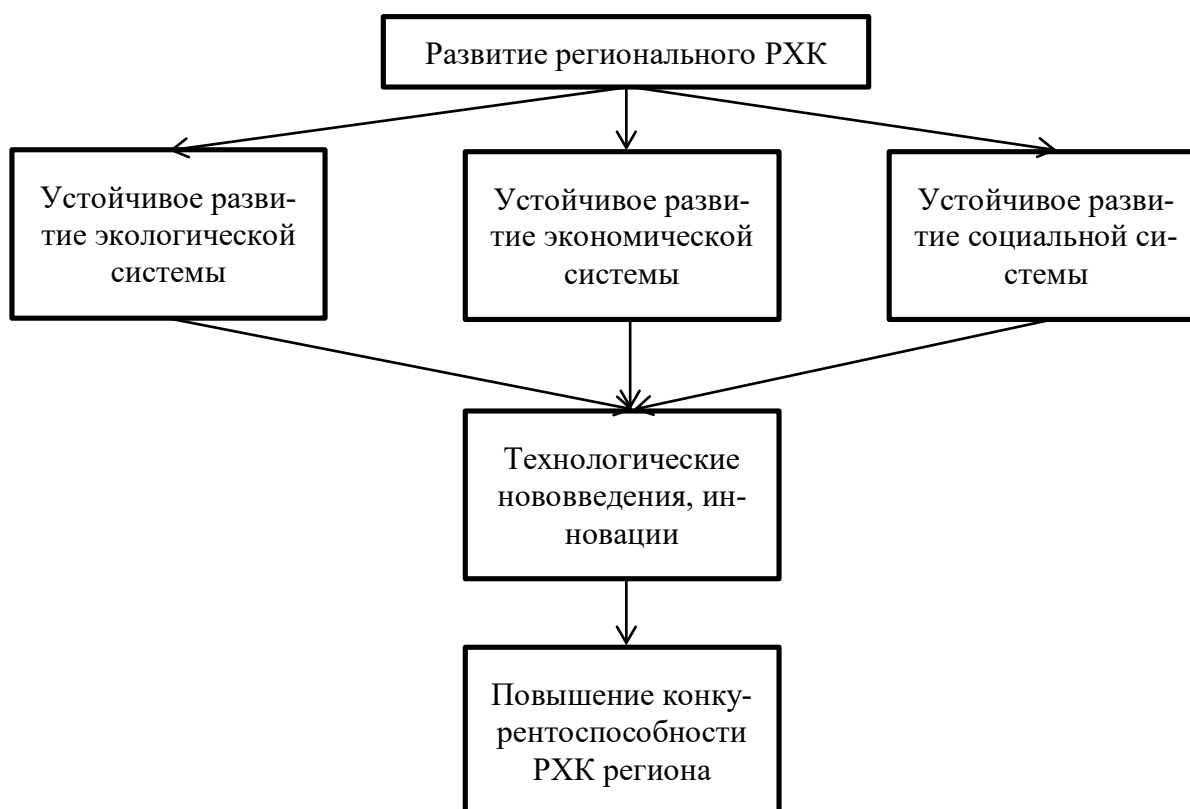 Развитие регионального РХК
Устойчивое разви-
тие экологической
системы
Устойчивое разви-
тие экономической
системы
Устойчивое разви-
тие социальной си-
стемы
Технологические
нововведения, ин-
новации
Повышение конку-
рентоспособности
РХК региона